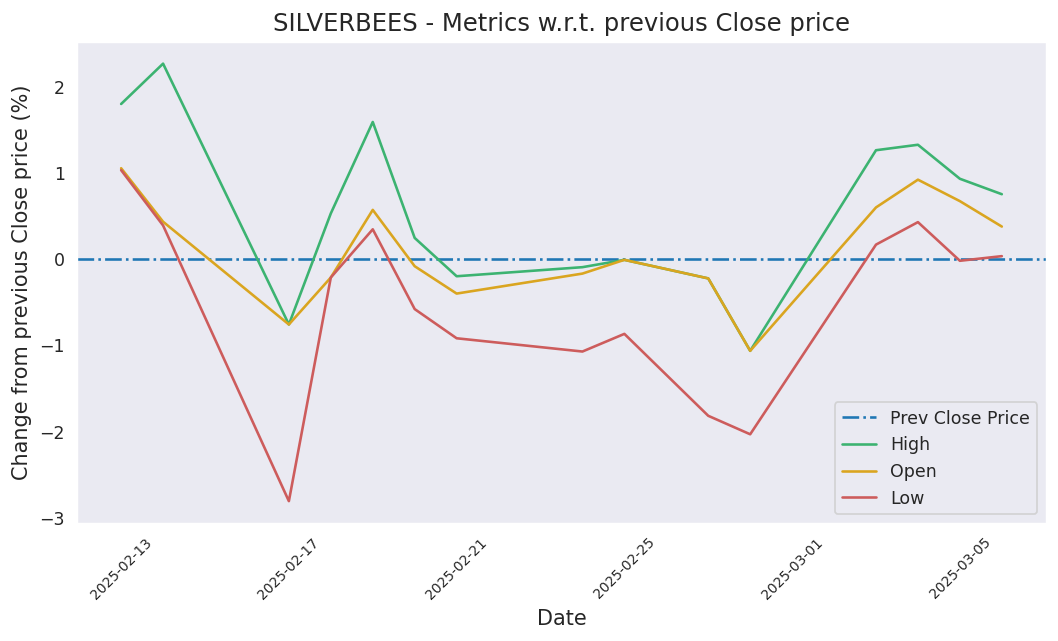 SILVERBEES - Metrics w.r.t. previous Close price
Change from previous Close price (%)
2
1
0
−1
−2
−3
Prev Close Price
High
Open
Low
2025-02-13
2025-02-17
2025-02-21
2025-02-25
2025-03-01
2025-03-05
Date